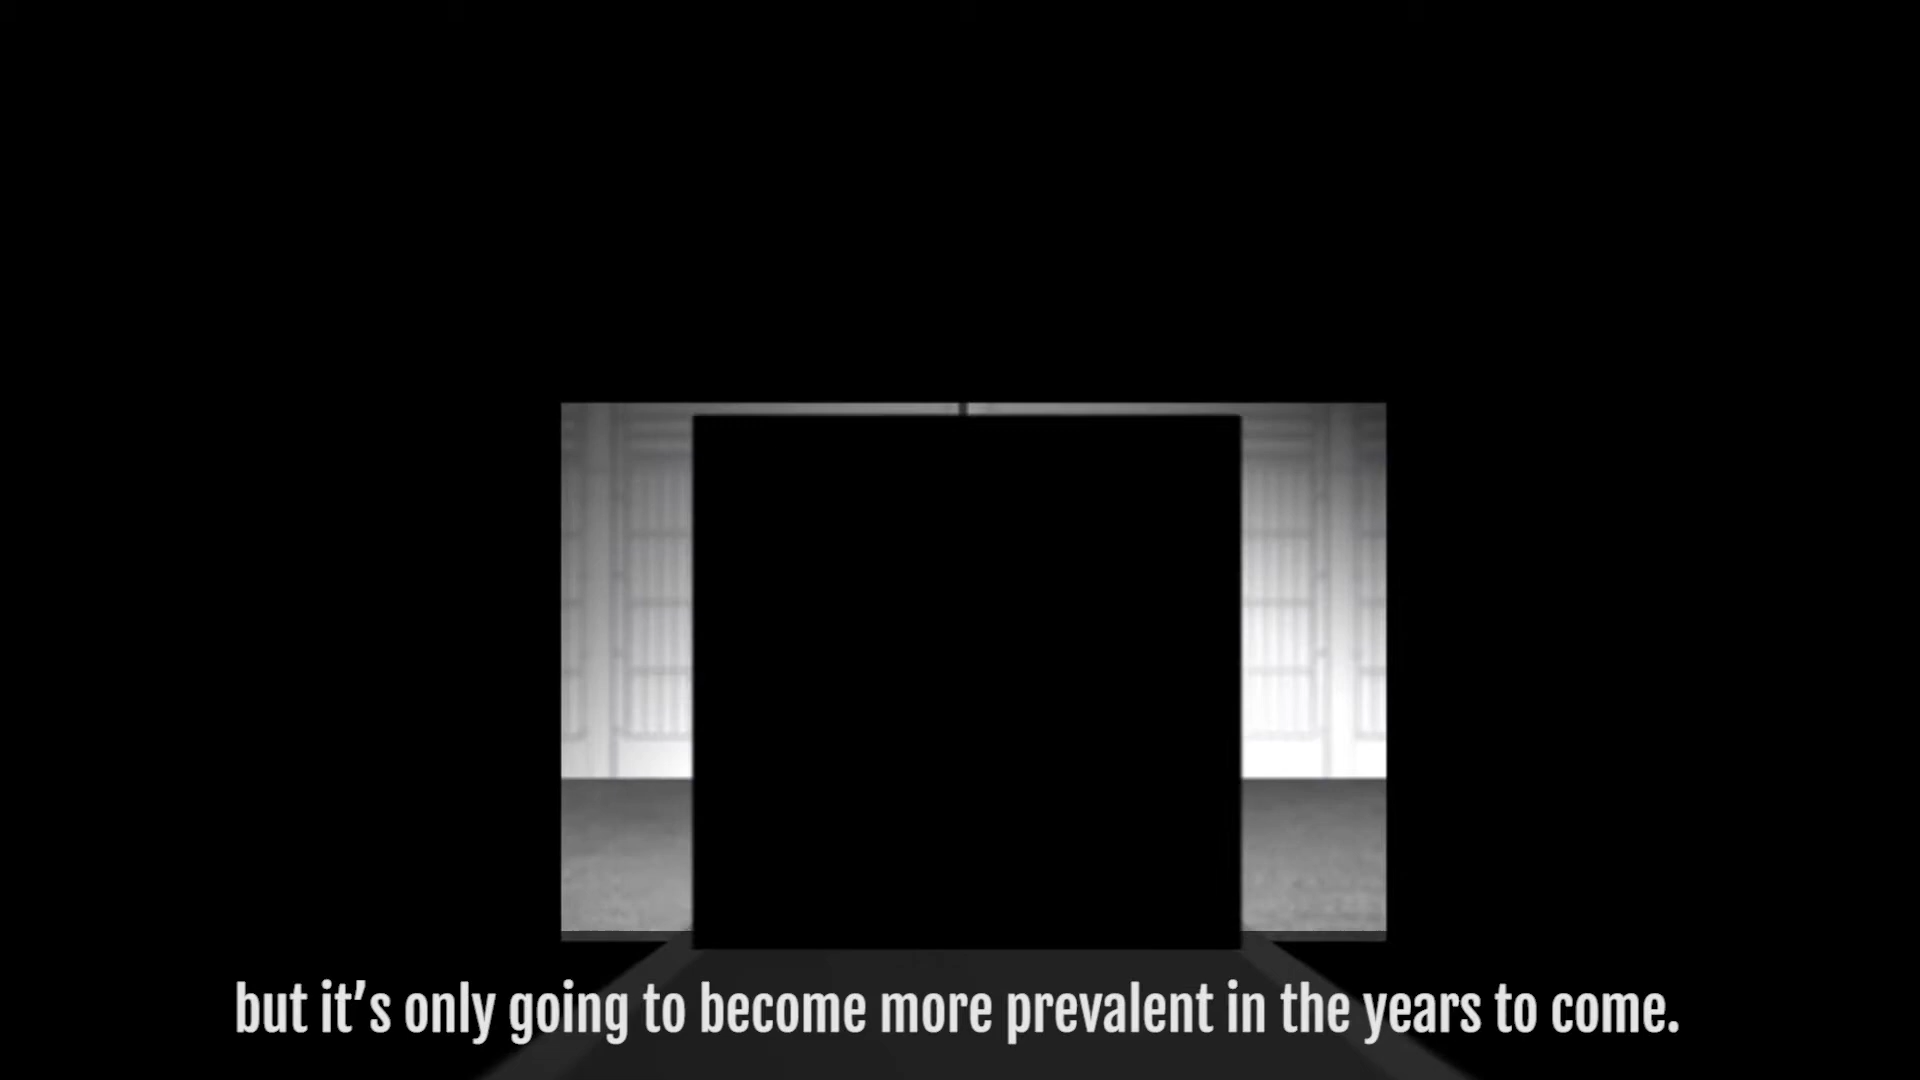 but it’s only going to become more prevalent in the years to come.